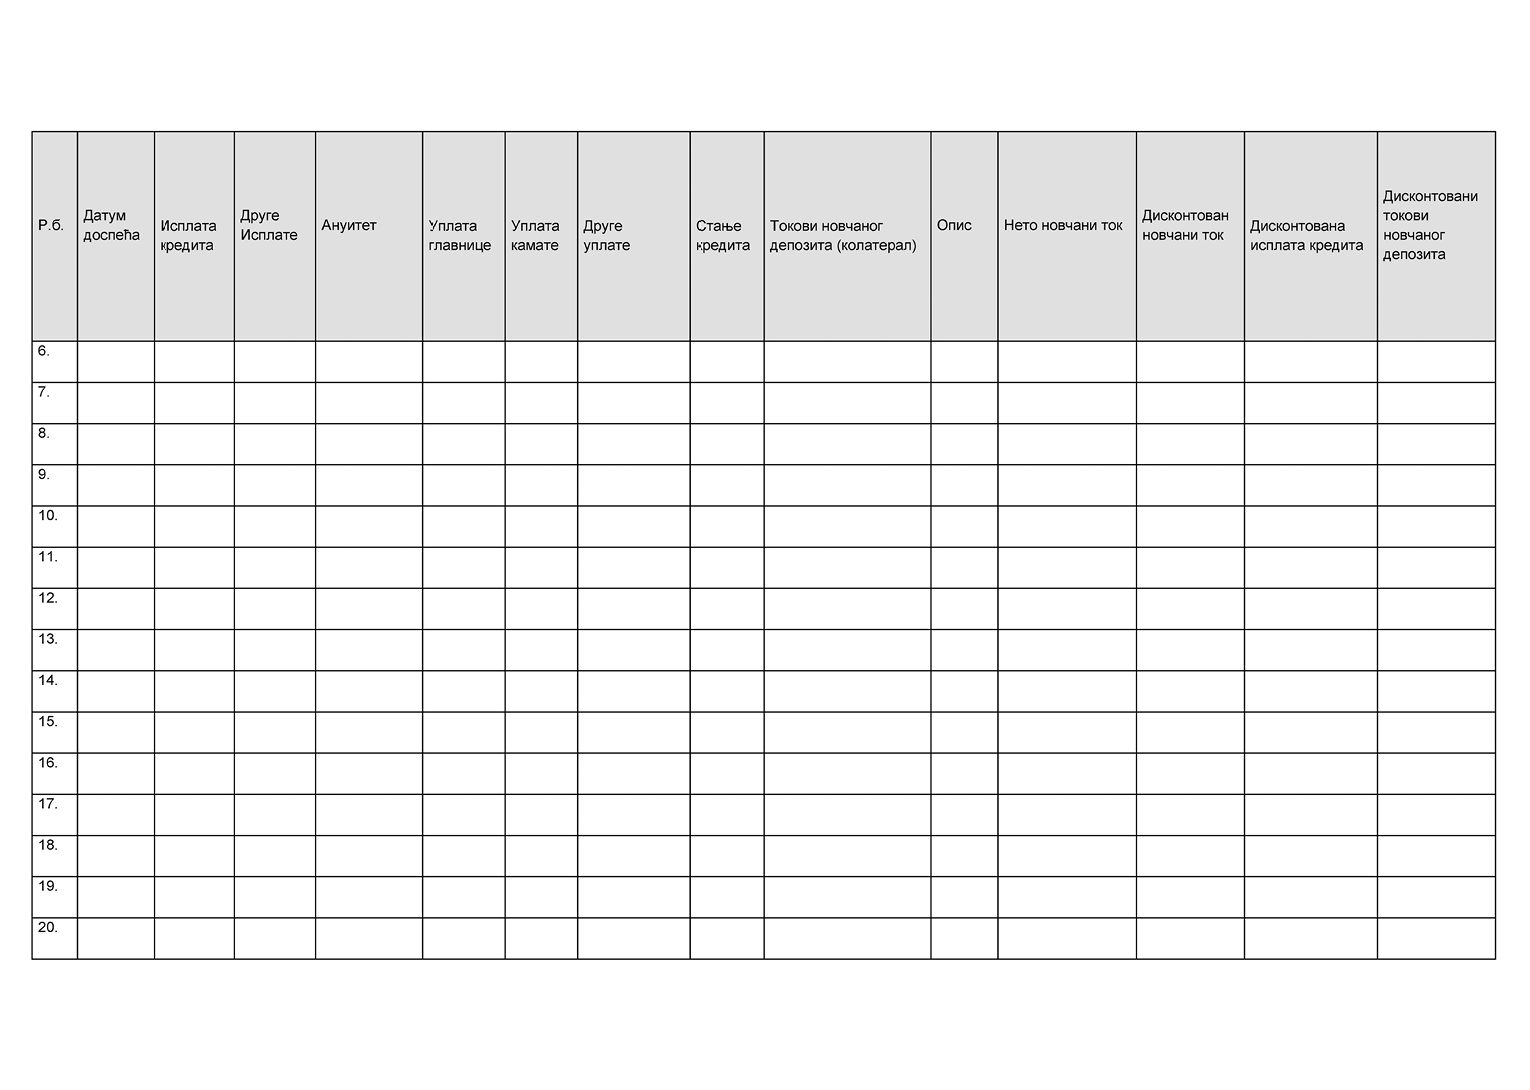 Р.б.
Датум
доспећа
Исплата
кредита
Друге
Исплате
Ануитет
Уплата
главнице
Уплата
камате
Друге
уплате
Стање
кредита
Токови новчаног
депозита (колатерал)
Опис
Нето новчани ток
Дисконтован
новчани ток
Дисконтована
исплата кредита
Дисконтовани
токови
новчаног
депозита
6.
7.
8.
9.
10.
11.
12.
13.
14.
15.
16.
17.
18.
19.
20.